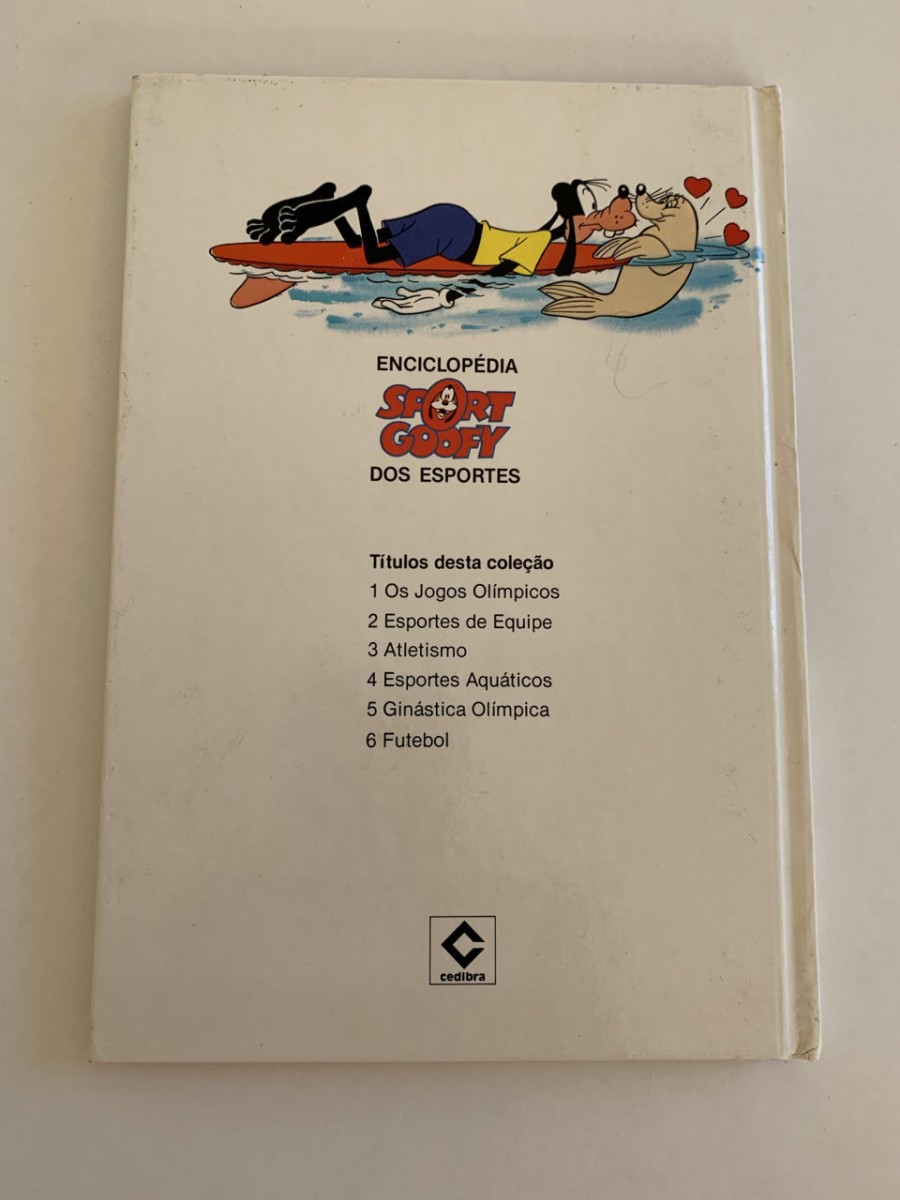 ENCICLOPÉDIA
SPORT
GOOFY
DOS ESPORTES
Títulos desta coleção
1 Os Jogos Olímpicos
2 Esportes de Equipe
3 Atletismo
4 Esportes Aquáticos
5 Ginástica Olímpica
6 Futebol
cedibra